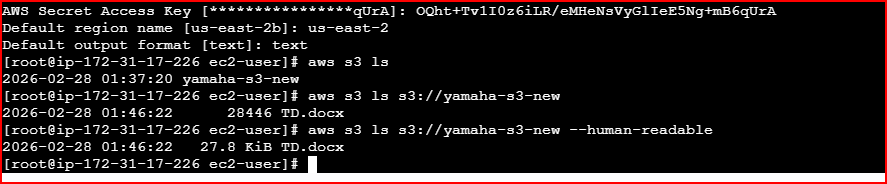 AWS Secret Access Key [****************qUrA]: OQht+Tv1I0z6iLR/eMHeNsVyGlIeE5Ng+mB6qUrA
Default region name [us-east-2b]: us-east-2
Default output format [text]: text
[root@ip-172-31-17-226 ec2-user]# aws s3 ls
2026-02-28 01:37:20 yamaha-s3-new
[root@ip-172-31-17-226 ec2-user]# aws s3 ls s3://yamaha-s3-new
2026-02-28 01:46:22      28446 TD.docx
[root@ip-172-31-17-226 ec2-user]# aws s3 ls s3://yamaha-s3-new --human-readable
2026-02-28 01:46:22   27.8 KiB TD.docx
[root@ip-172-31-17-226 ec2-user]#